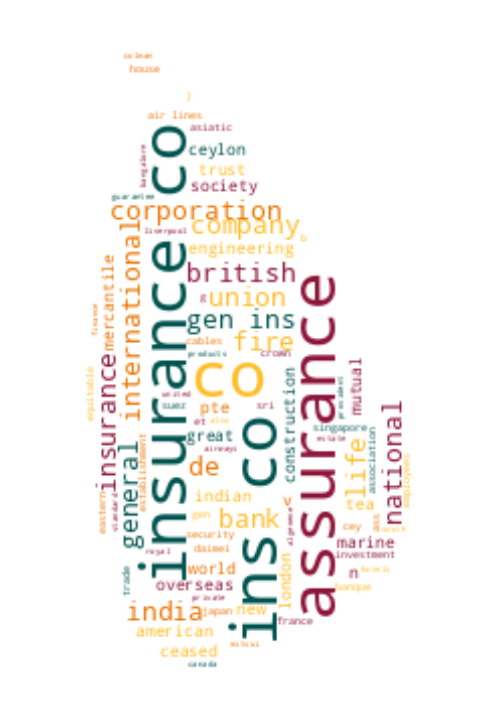 house
j
air lines
asiatic
bangalore
co
ceylon
trust
guarantee
society
corporation
company
liverpool
b
engineering
international
insurance
british
mercantile
g
union
finance
gen ins
fire
assurance
cables
products
crown
co
insurance
equitable
united
suez
pte
sri
construction
mutual
president
et
singapore
great
estate
airways
general
establishment
ins co
de
life
association
national
employees
eastern
standard
indian
v
tea
gen
bank
algemene
cey
ass
security
daimei
marine
royal
investment
world
n
hotels
trade
overseas
london
banque
private
india
japan
new
france
american
mitsui
ceased
canada